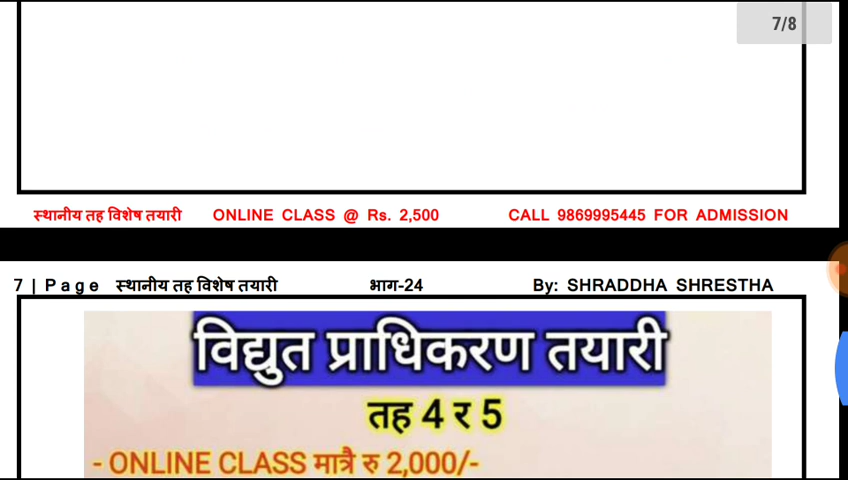 7/8
स्थानीय तह विशेष तयारी ONLINE CLASS @ Rs. 2,500 CALL 9869995445 FOR ADMISSION
7 | Page स्थानीय तह विशेष तयारी भाग-24 By: SHRADDHA SHRESTHA
विद्युत प्राधिकरण तयारी
तह 4 र 5
- ONLINE CLASS मात्रै रु 2,000/-